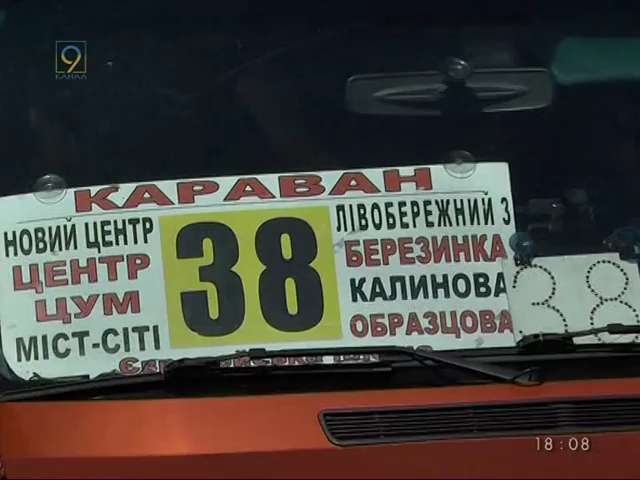 9
КАНАЛ
КАРАВАН
НОВИЙ ЦЕНТР
ЦЕНТР
ЦУМ
МІСТ-СІТІ
38
ЛІВОБЕРЕЖНИЙ 3
БЕРЕЗИНКА
КАЛИНОВА
ОБРАЗЦОВА
38
18:08